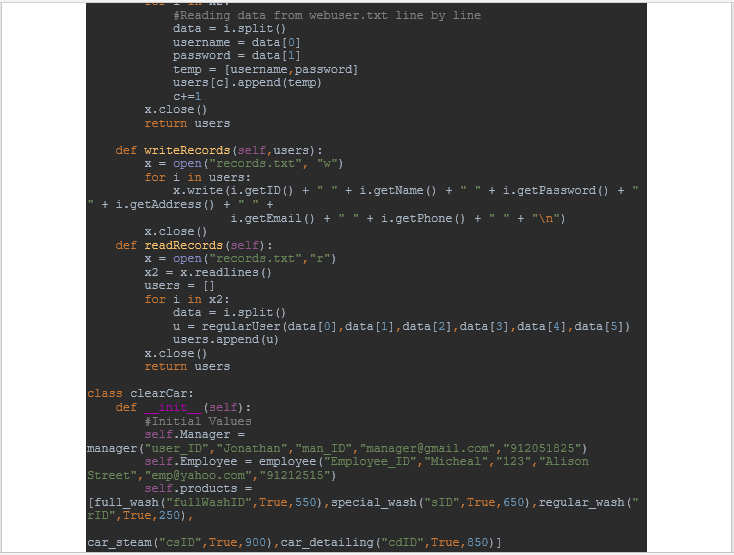 for i in x2:
#Reading data from webuser.txt line by line
data = i.split()
username = data[0]
password = data[1]
temp = [username,password]
users[c].append(temp)
c+=1
x.close()
return users
def writeRecords(self,users):
x = open("records.txt", "w")
for i in users:
x.write(i.getID() + " " + i.getName() + " " + i.getPassword() + "
" + i.getAddress() + " " +
i.getEmail() + " " + i.getPhone() + " " + "\n")
x.close()
def readRecords(self):
x = open("records.txt","r")
x2 = x.readlines()
users = []
for i in x2:
data = i.split()
u = regularUser(data[0],data[1],data[2],data[3],data[4],data[5])
users.append(u)
x.close()
return users
class clearCar:
def __init__(self):
#Initial Values
self.Manager =
manager("user_ID","Jonathan","man_ID","manager@gmail.com","912051825")
self.Employee = employee("Employee_ID","Micheal","123","Alison
Street","emp@yahoo.com","91212515")
self.products =
[full_wash("fullWashID",True,550),special_wash("sID",True,650),regular_wash("
rID",True,250),
car_steam("csID",True,900),car_detailing("cdID",True,850)]